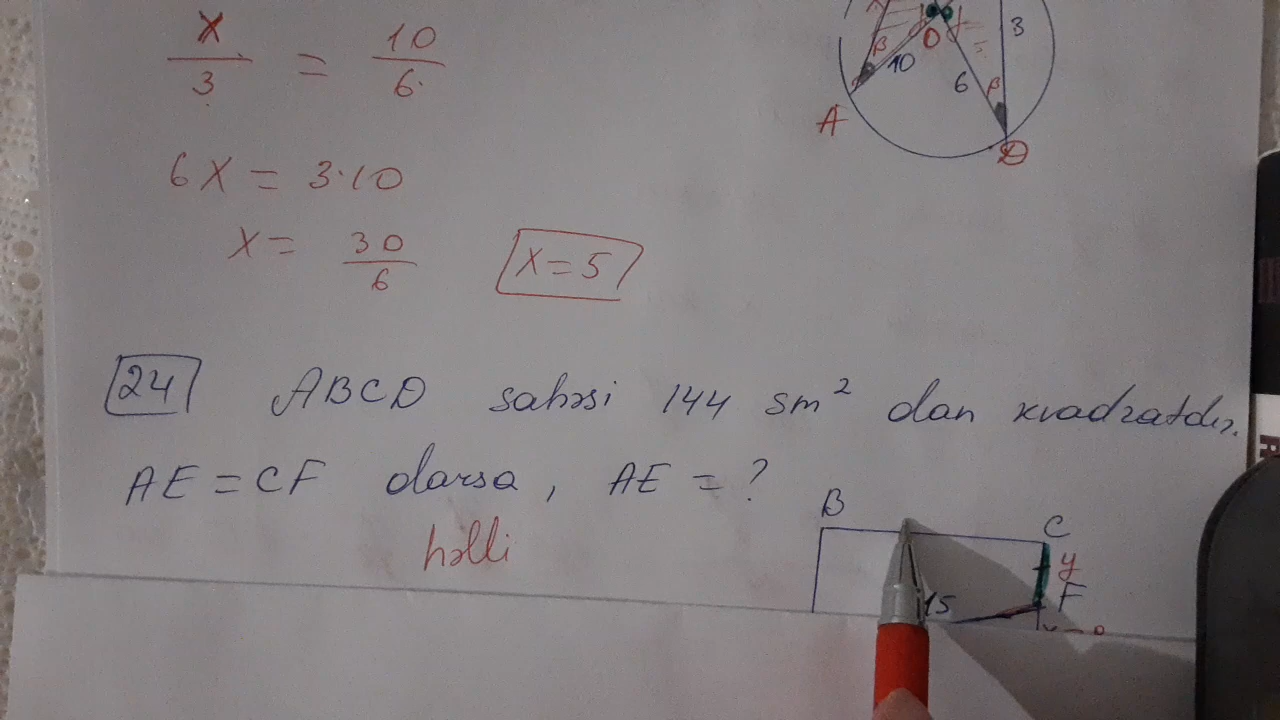 X/3 = 10/6
6X = 3·10
X = 30/6
X = 5
β
10
O
3
6
β
A
D
24 ABCD sahəsi 144 sm² olan kvadratdır.
AE = CF olarsa, AE = ?
həlli
B
C
y
F
15